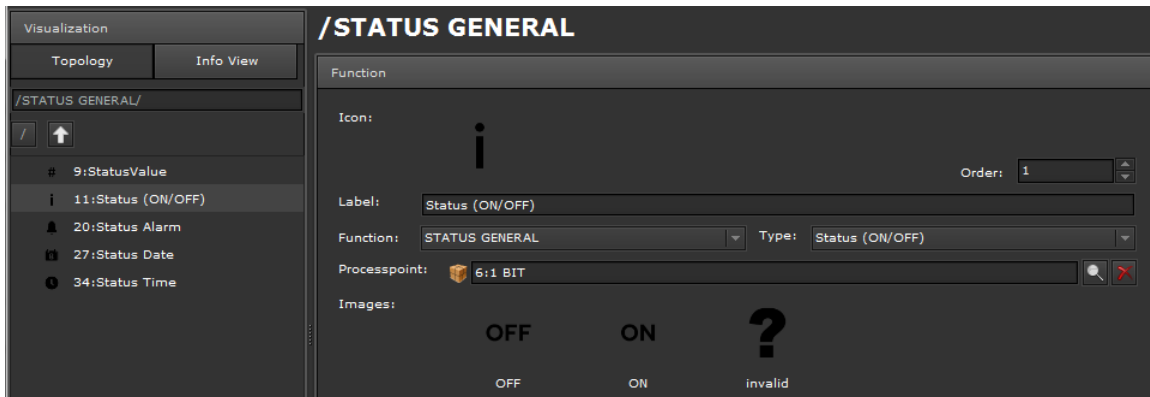 Visualization
Topology
Info View
/STATUS GENERAL/
/
# 9:StatusValue
i 11:Status (ON/OFF)
20:Status Alarm
27:Status Date
34:Status Time
/STATUS GENERAL
Function
Icon:
i
Order: 1
Label: Status (ON/OFF)
Function: STATUS GENERAL Type: Status (ON/OFF)
Processpoint: 6:1 BIT
Images:
OFF ON ?
OFF ON invalid